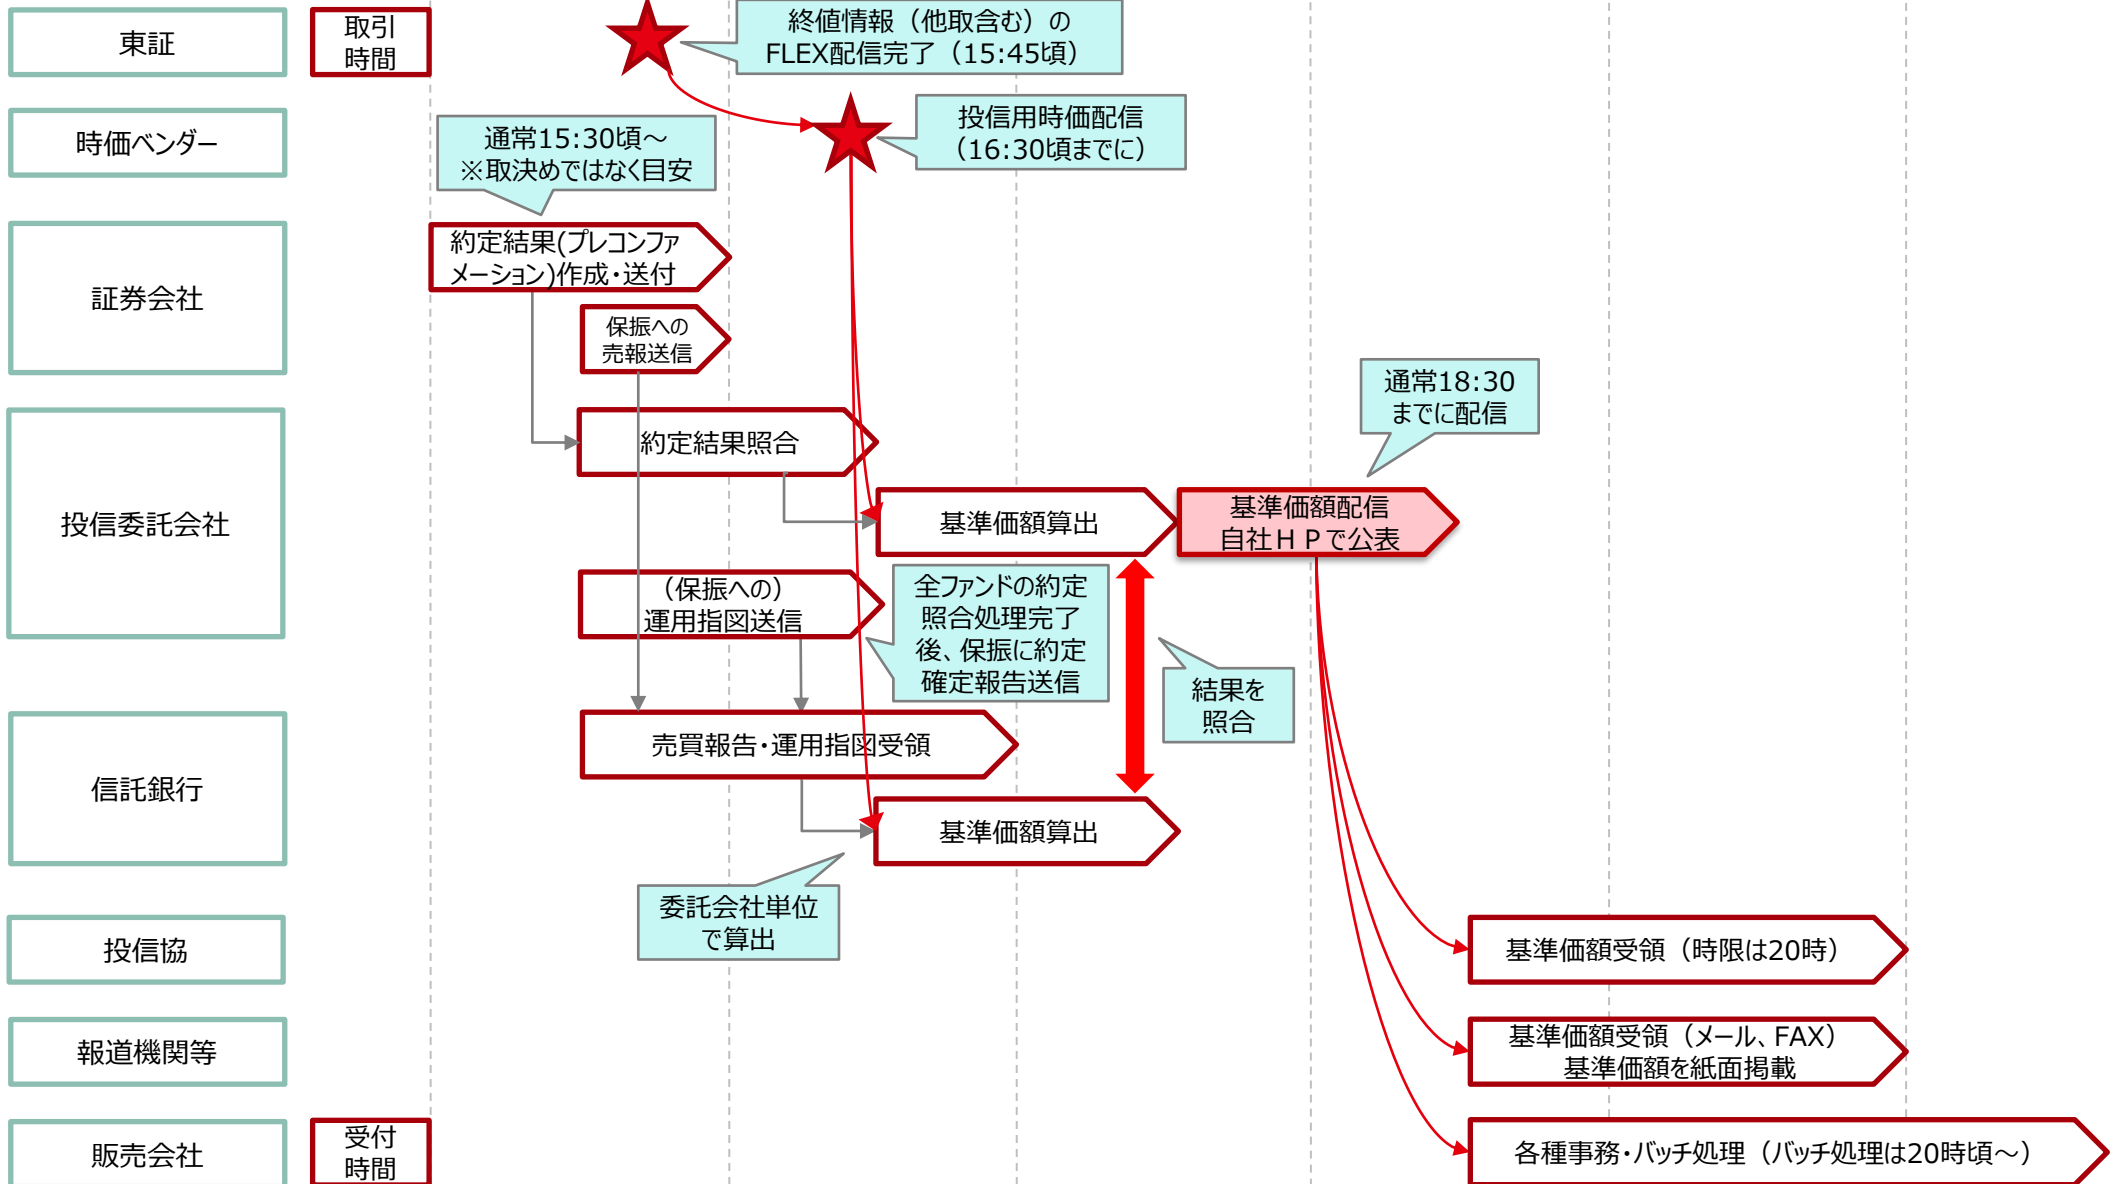 東証
取引
時間
終値情報（他取含む）の
FLEX配信完了（15:45頃）
時価ベンダー
通常15:30頃～
※取決めではなく目安
投信用時価配信
（16:30頃までに）
証券会社
約定結果(プレコンファ
メーション)作成・送付
保振への
売報送信
投信委託会社
約定結果照合
通常18:30
までに配信
基準価額算出
基準価額配信
自社ＨＰで公表
（保振への）
運用指図送信
全ファンドの約定
照合処理完了
後、保振に約定
確定報告送信
結果を
照合
信託銀行
売買報告・運用指図受領
基準価額算出
委託会社単位
で算出
投信協
基準価額受領（時限は20時）
報道機関等
基準価額受領（メール、FAX）
基準価額を紙面掲載
販売会社
受付
時間
各種事務・バッチ処理（バッチ処理は20時頃～）